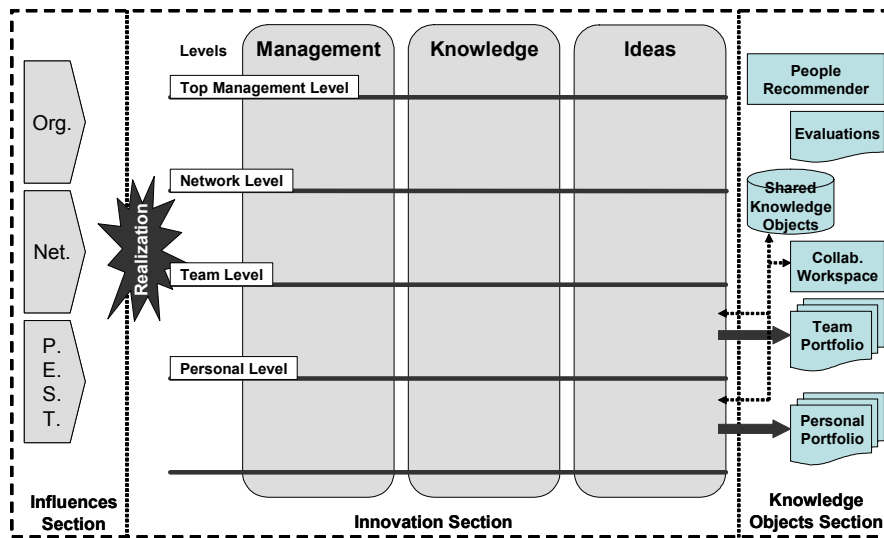 Levels
Management
Knowledge
Ideas
Top Management Level
Network Level
Team Level
Personal Level
Org.
Net.
P.
E.
S.
T.
Realization
People
Recommender
Evaluations
Shared
Knowledge
Objects
Collab.
Workspace
Team
Portfolio
Personal
Portfolio
Influences
Section
Innovation Section
Knowledge
Objects Section